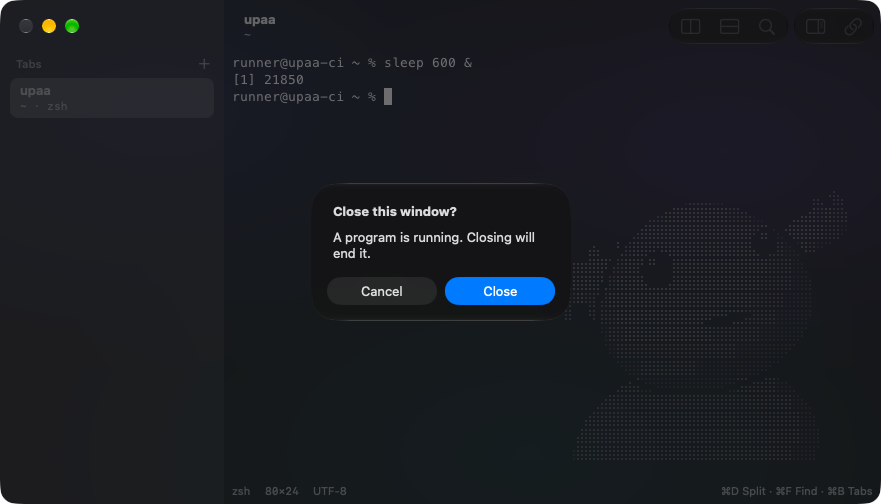 upaa
~
Tabs
upaa
~ · zsh
runner@upaa-ci ~ % sleep 600 &
[1] 21850
runner@upaa-ci ~ %
Close this window?
A program is running. Closing will
end it.
Cancel
Close
zsh 80×24 UTF-8
⌘D Split · ⌘F Find · ⌘B Tabs